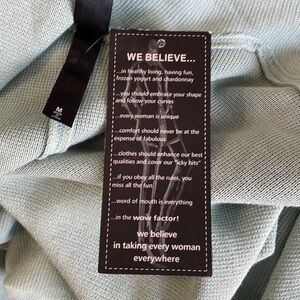 WE BELIEVE...
...in healthy living, having fun,
frozen yogurt and chardonnay
...you should embrace your shape
and follow your curves
...every woman is unique
...comfort should never be at the
expense of fabulous
...clothes should enhance our best
qualities and cover our "icky bits"
...if you obey all the rules, you
miss all the fun
...word of mouth is everything
...in the wow factor!
we believe
in taking every woman
everywhere
M